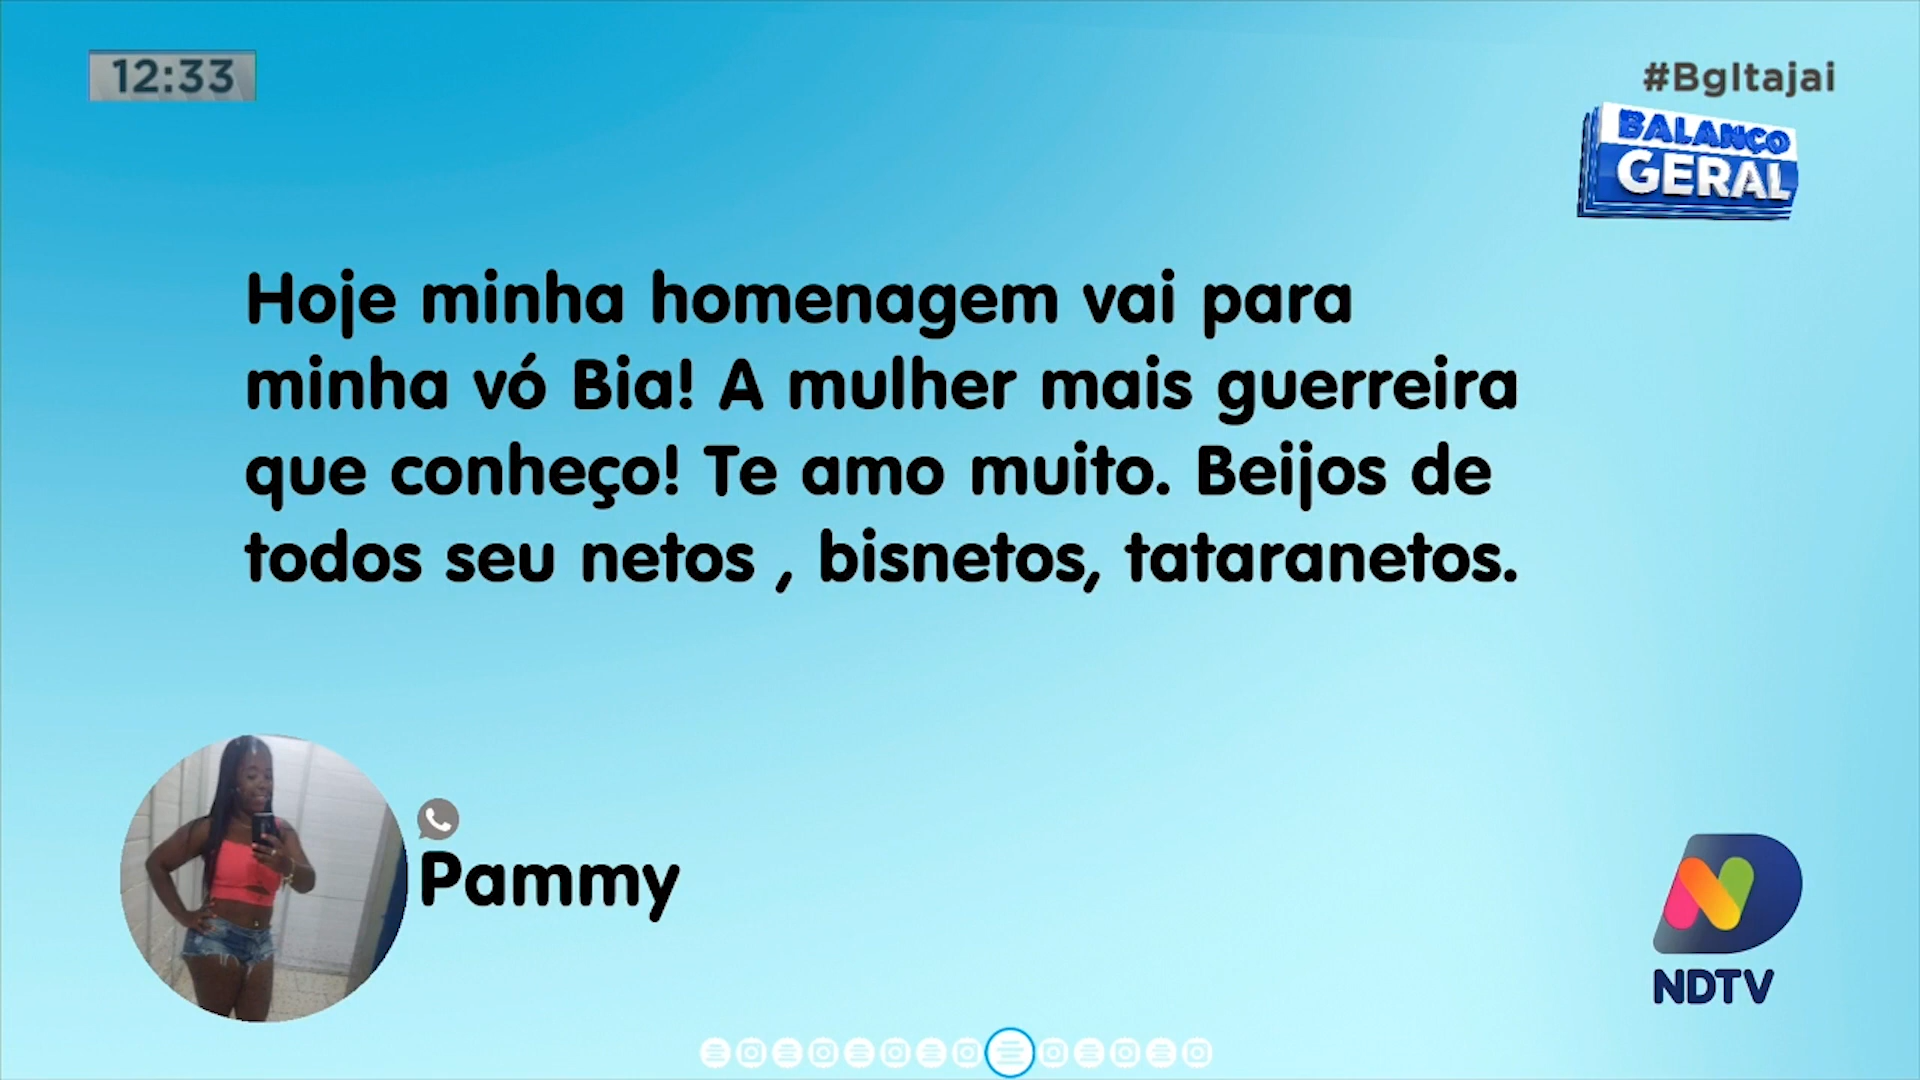 12:33
#BgItajai
BALANÇO
GERAL
Hoje minha homenagem vai para
minha vó Bia! A mulher mais guerreira
que conheço! Te amo muito. Beijos de
todos seu netos , bisnetos, tataranetos.
Pammy
NDTV